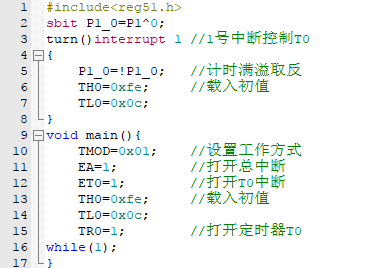 1 #include<reg51.h>
2 sbit P1_0=P1^0;
3 turn()interrupt 1 //1号中断控制T0
4 {
5 P1_0=!P1_0; //计时满溢取反
6 TH0=0xfe; //载入初值
7 TL0=0x0c;
8 }
9 void main(){
10 TMOD=0x01; //设置工作方式
11 EA=1; //打开总中断
12 ET0=1; //打开T0中断
13 TH0=0xfe; //载入初值
14 TL0=0x0c;
15 TR0=1; //打开定时器T0
16 while(1);
17 }